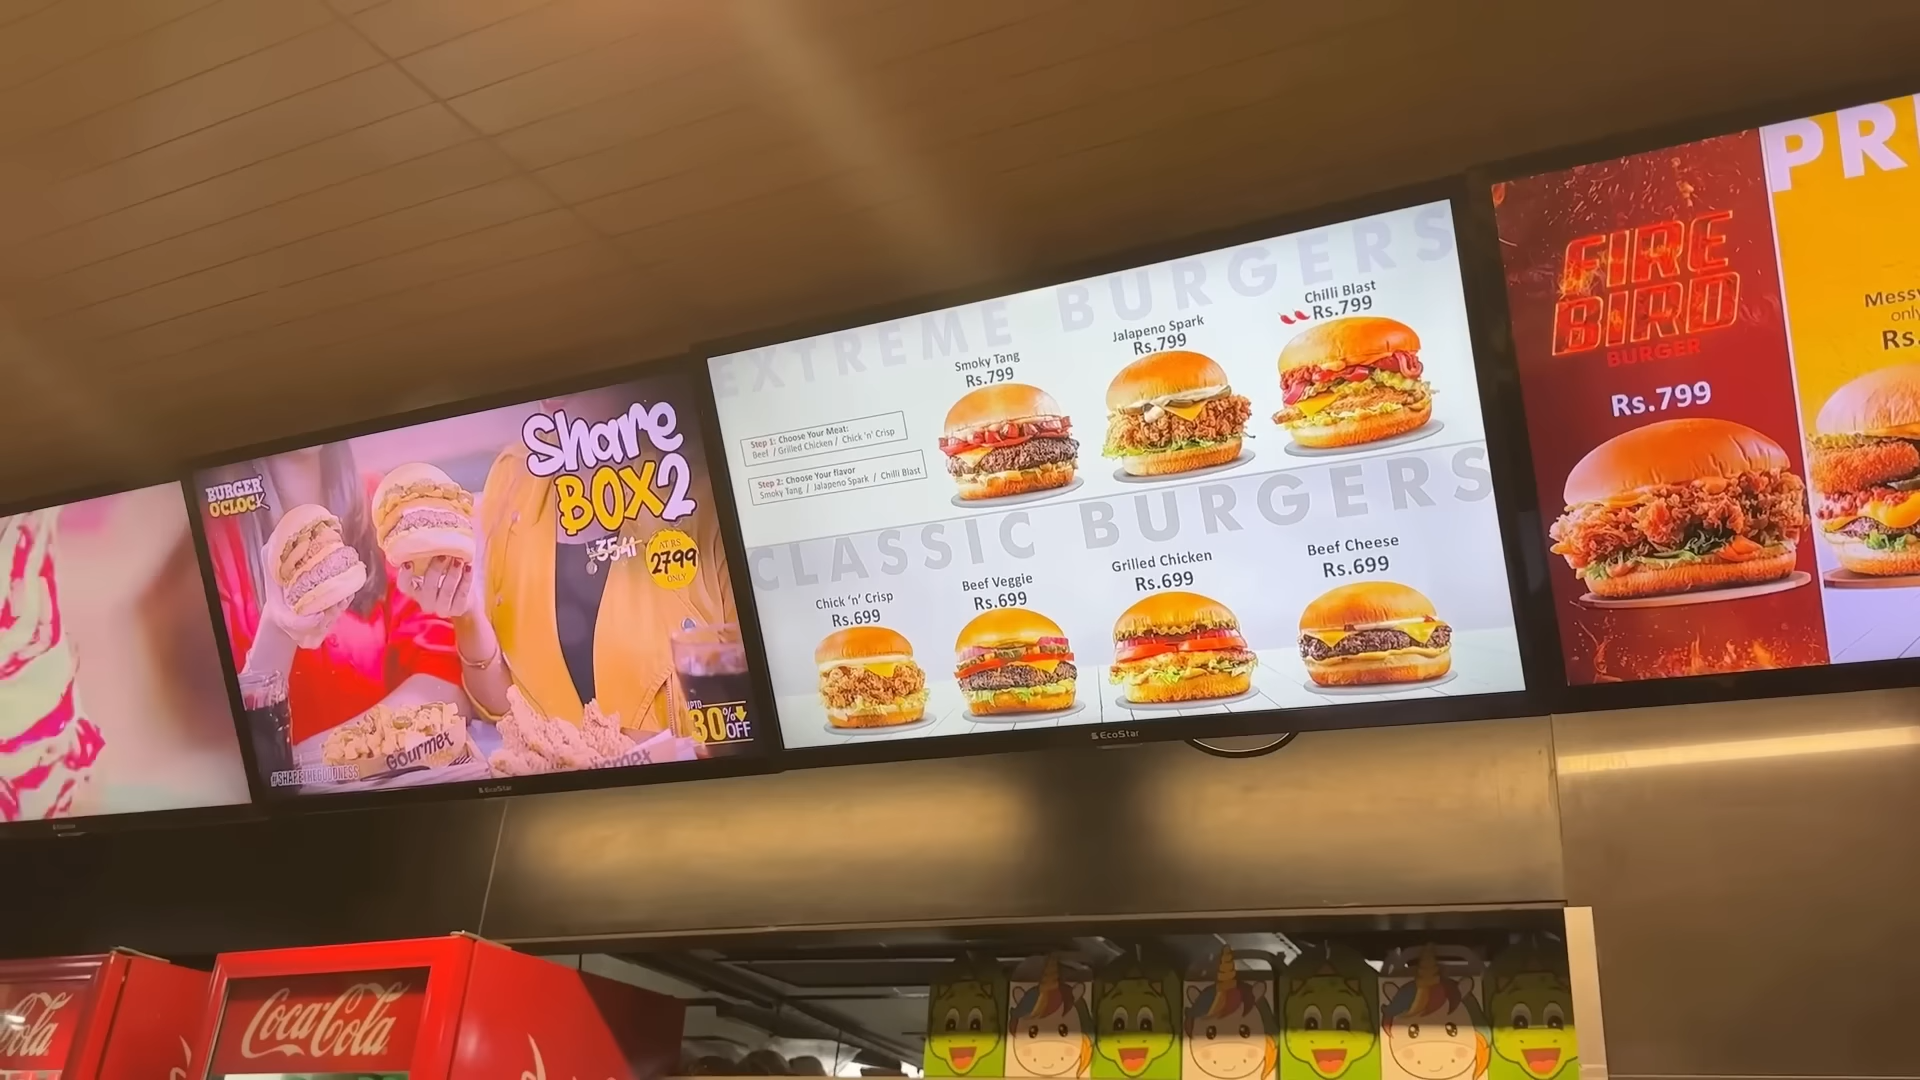 BURGER
O'CLOCK
Share
BOX2
3541
AT RS
2799
ONLY
UPTO
30%
OFF
Gourmet
#SHARETHEGOODNESS
EcoStar
EXTREME BURGERS
Smoky Tang
Rs.799
Jalapeno Spark
Rs.799
Chilli Blast
Rs.799
Step 1: Choose Your Meat:
Beef / Grilled Chicken / Chick 'n' Crisp
Step 2: Choose Your flavor
Smoky Tang / Jalapeno Spark / Chilli Blast
CLASSIC BURGERS
Chick 'n' Crisp
Rs.699
Beef Veggie
Rs.699
Grilled Chicken
Rs.699
Beef Cheese
Rs.699
EcoStar
FIRE
BIRD
BURGER
Rs.799
PR
Messy
only
Rs.
Cola
Coca-Cola